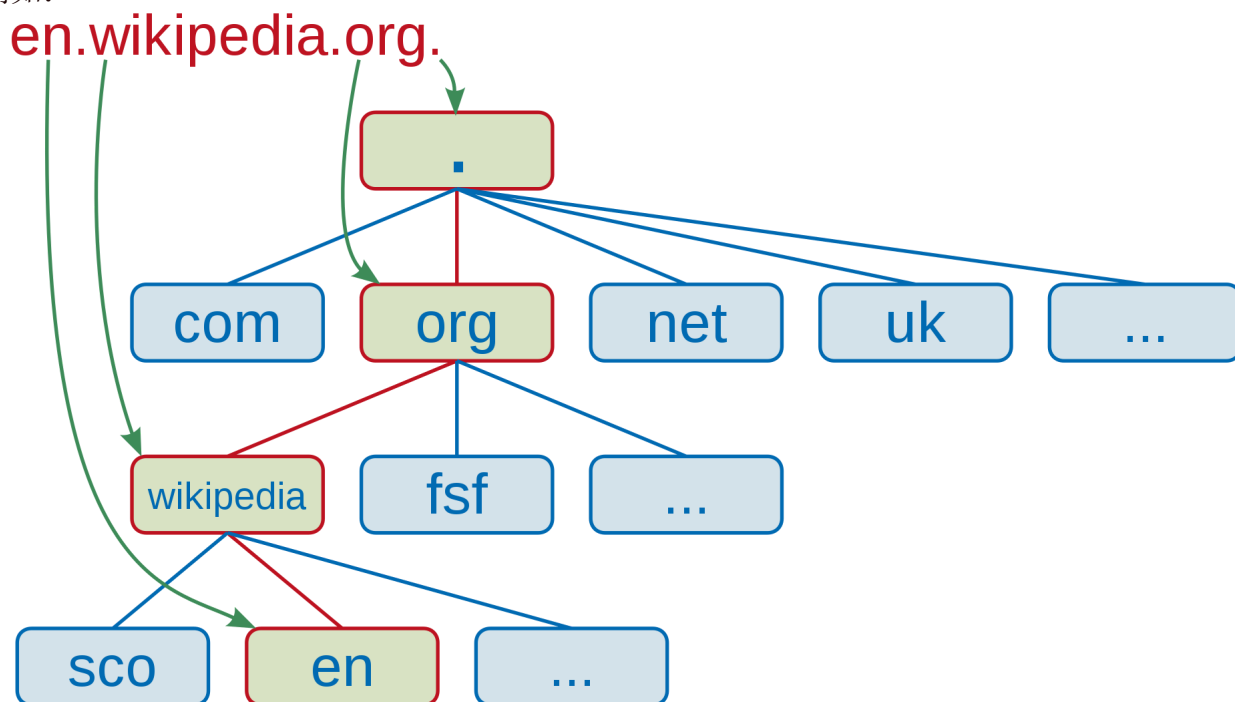 en.wikipedia.org.
.
com org net uk ...
wikipedia fsf ...
sco en ...